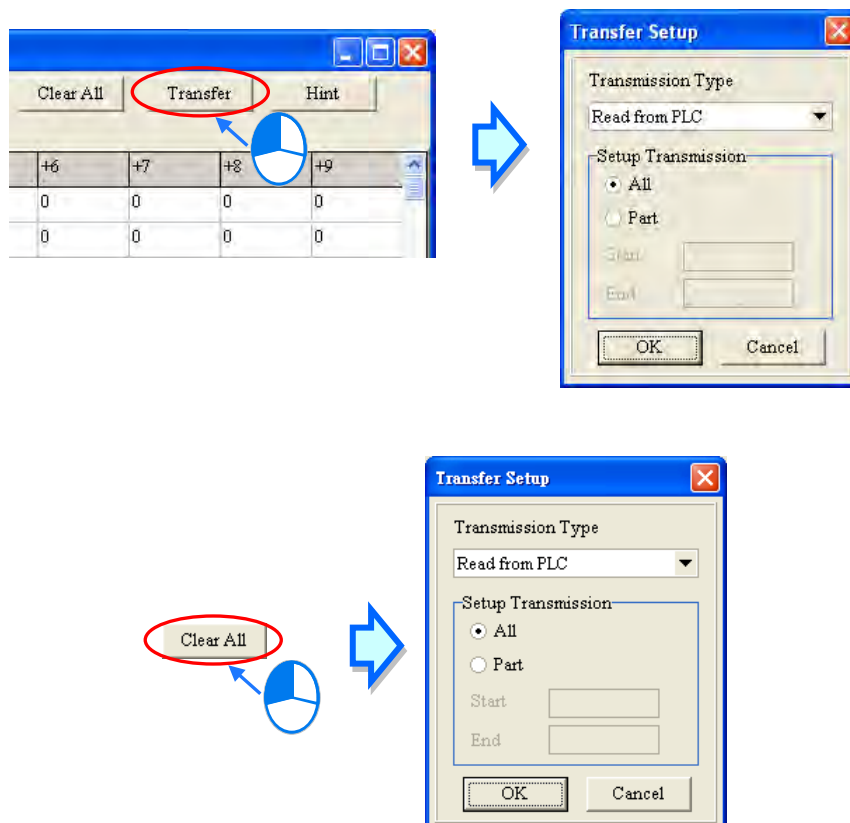 Clear All Transfer Hint
+6 +7 +8 +9
0 0 0 0
0 0 0 0
Transfer Setup
Transmission Type
Read from PLC
Setup Transmission
All
Part
Start
End
OK Cancel
Transfer Setup
Transmission Type
Read from PLC
Setup Transmission
All
Part
Start
End
OK Cancel
Clear All